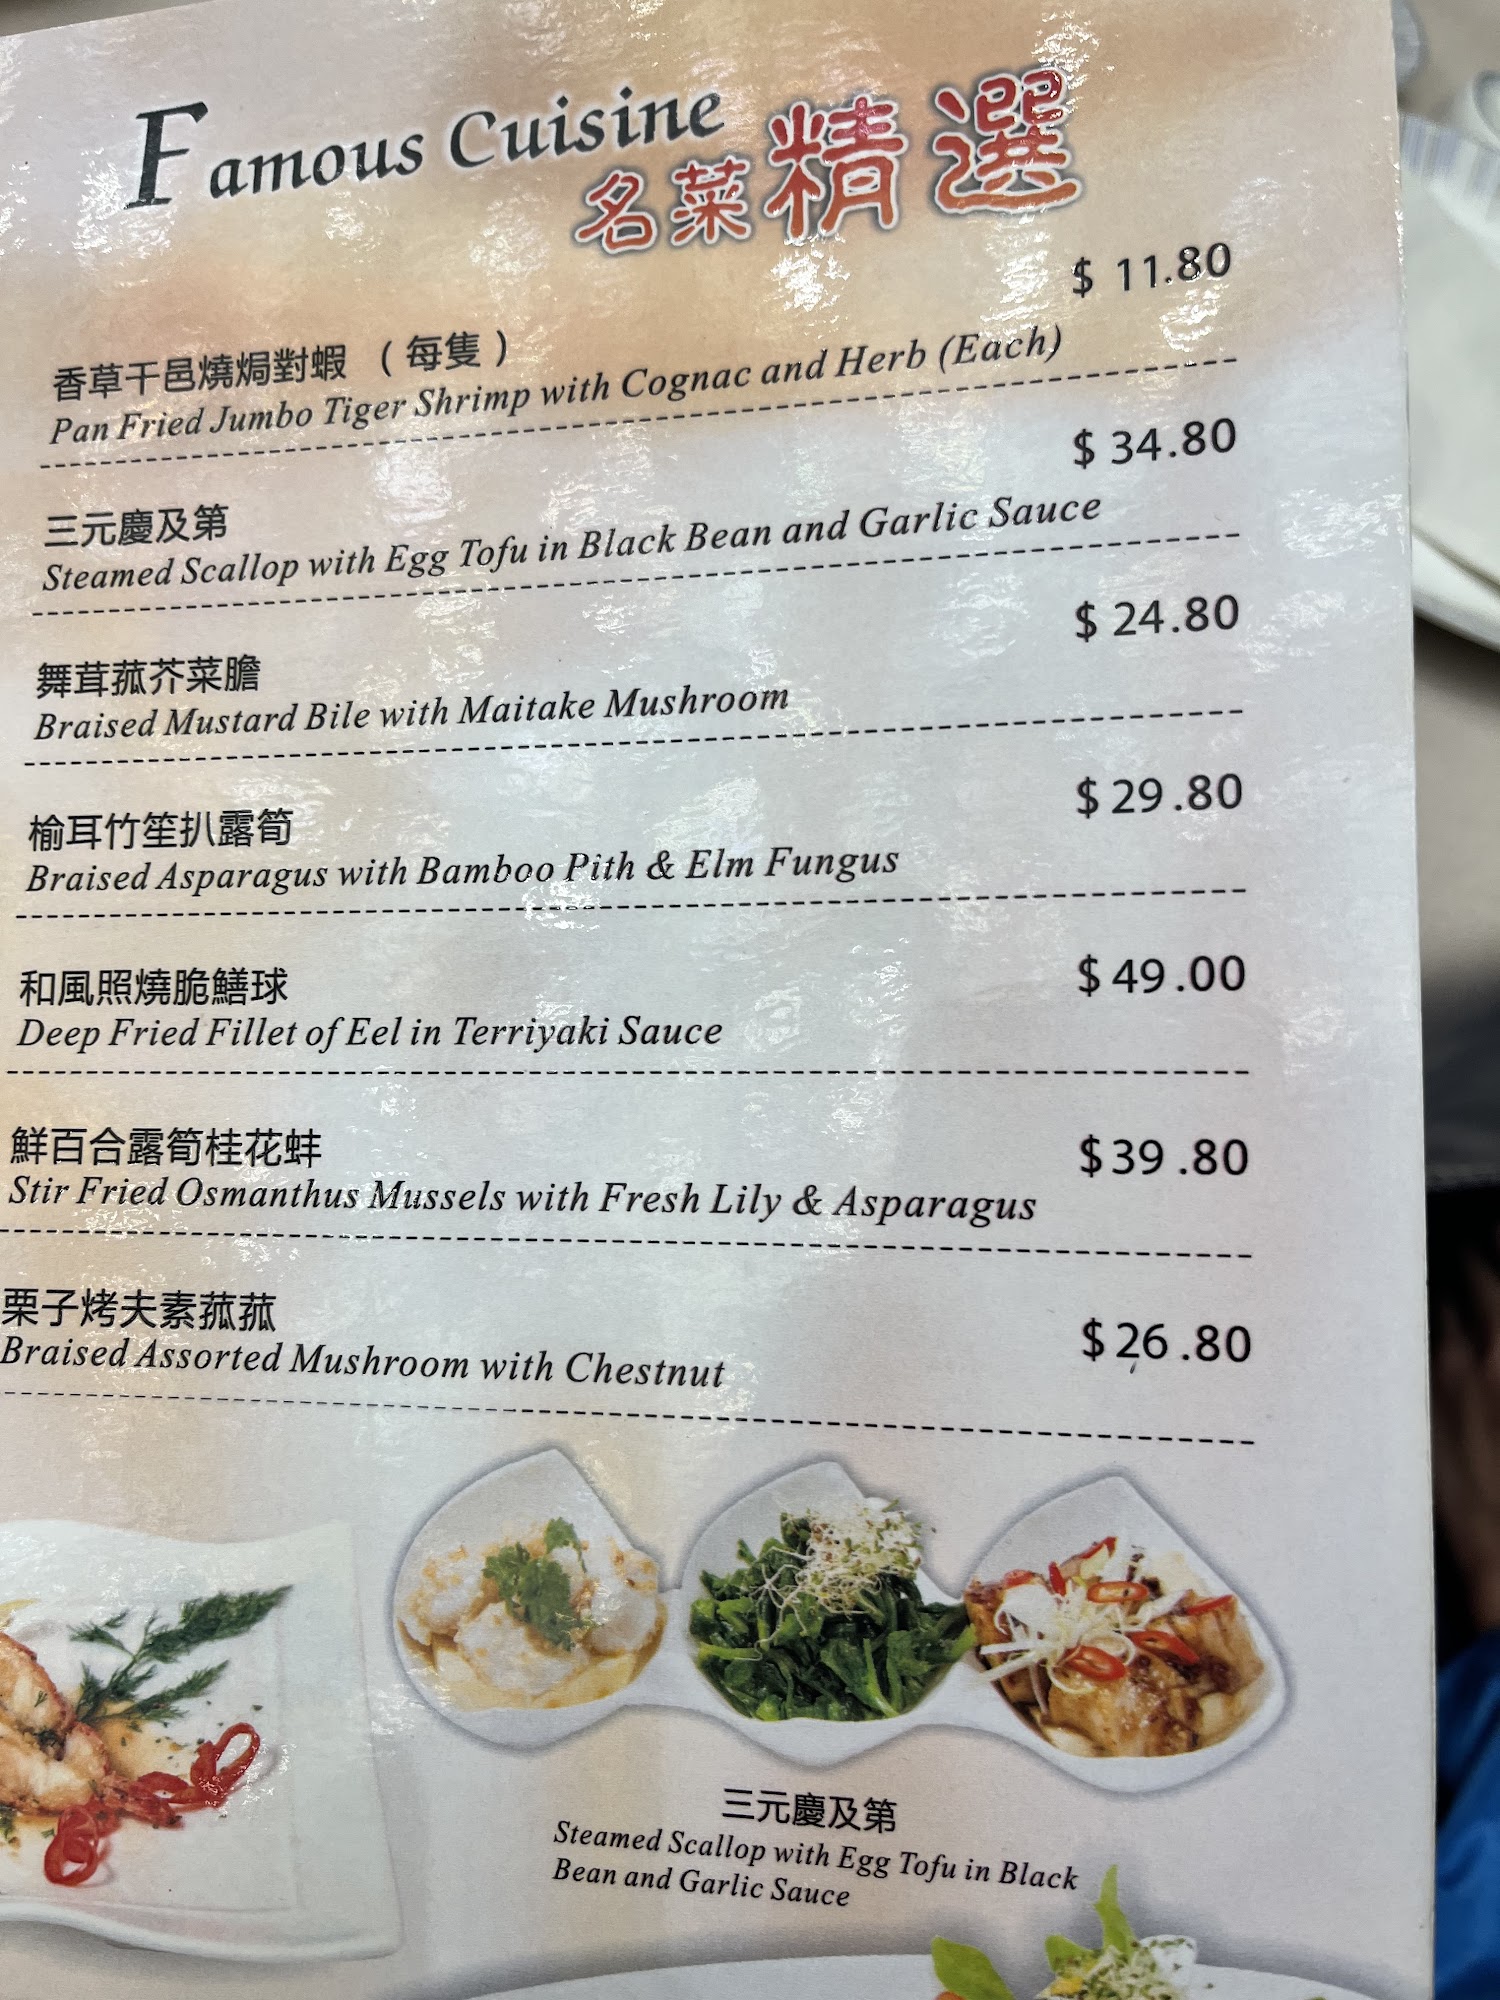 Famous Cuisine
名菜精選
$ 11.80
香草干邑燒焗對蝦 （每隻）
Pan Fried Jumbo Tiger Shrimp with Cognac and Herb (Each)
$ 34.80
三元慶及第
Steamed Scallop with Egg Tofu in Black Bean and Garlic Sauce
$ 24.80
舞茸菰芥菜膽
Braised Mustard Bile with Maitake Mushroom
$ 29.80
榆耳竹笙扒露筍
Braised Asparagus with Bamboo Pith & Elm Fungus
$ 49.00
和風照燒脆鱔球
Deep Fried Fillet of Eel in Terriyaki Sauce
鮮百合露筍桂花蚌
$ 39.80
Stir Fried Osmanthus Mussels with Fresh Lily & Asparagus
栗子烤夫素菰菰
$ 26.80
Braised Assorted Mushroom with Chestnut
三元慶及第
Steamed Scallop with Egg Tofu in Black
Bean and Garlic Sauce